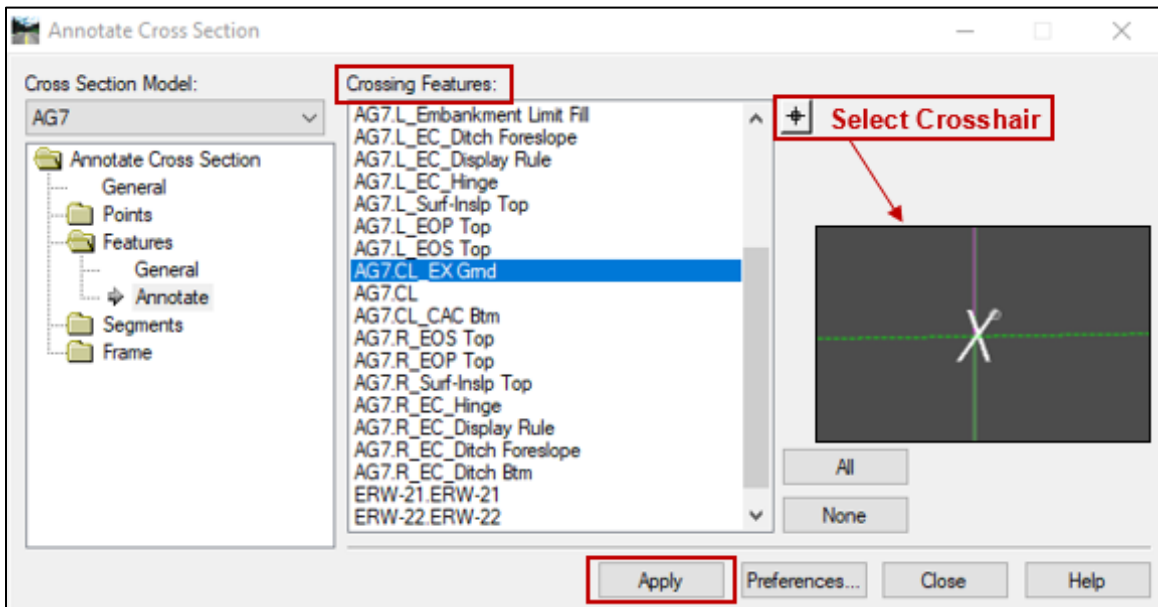 Annotate Cross Section
Cross Section Model:
AG7
Annotate Cross Section
General
Points
Features
General
Annotate
Segments
Frame
Crossing Features:
AG7.L_Embankment Limit Fill
AG7.L_EC_Ditch Foreslope
AG7.L_EC_Display Rule
AG7.L_EC_Hinge
AG7.L_Surf-Inslp Top
AG7.L_EOP Top
AG7.L_EOS Top
AG7.CL_EX Grnd
AG7.CL
AG7.CL_CAC Btm
AG7.R_EOS Top
AG7.R_EOP Top
AG7.R_Surf-Inslp Top
AG7.R_EC_Hinge
AG7.R_EC_Display Rule
AG7.R_EC_Ditch Foreslope
AG7.R_EC_Ditch Btm
ERW-21.ERW-21
ERW-22.ERW-22
Select Crosshair
X
All
None
Apply
Preferences...
Close
Help